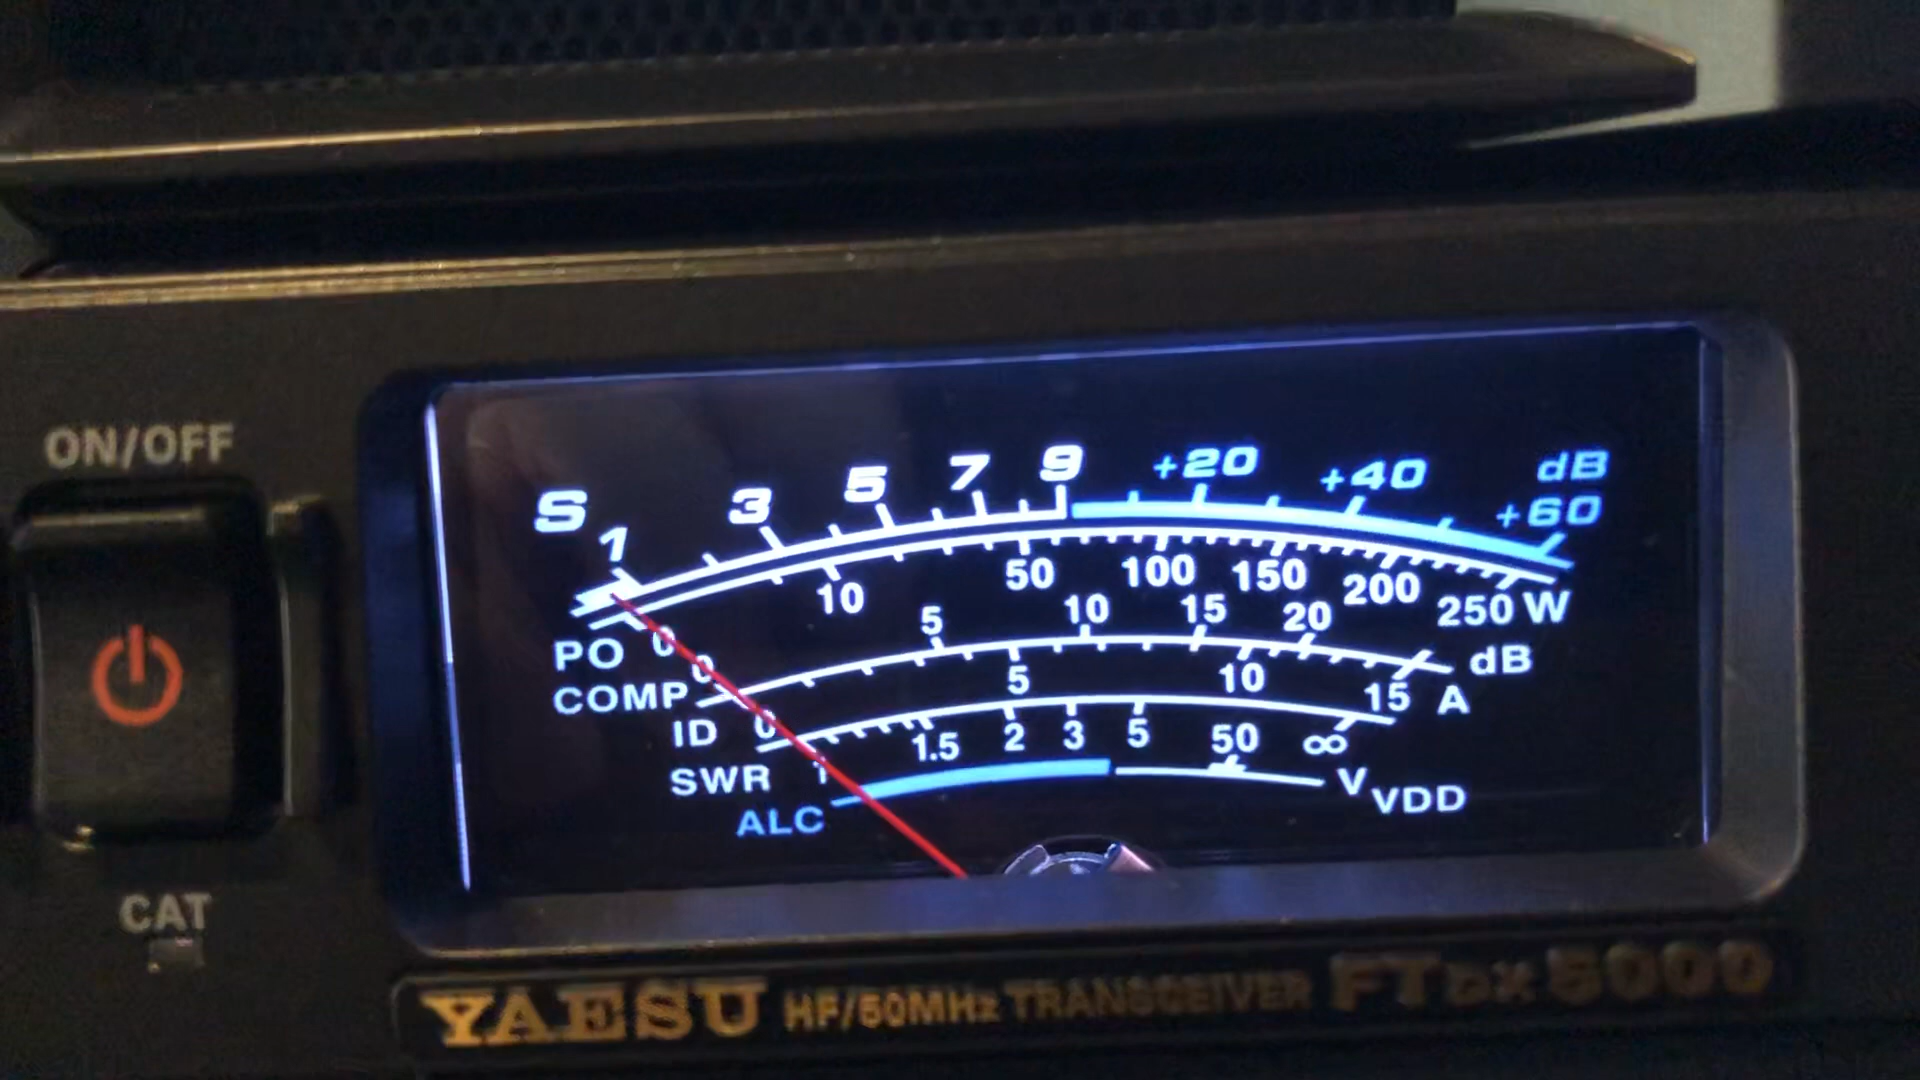 ON/OFF
CAT
S 1 3 5 7 9 +20 +40 +60 dB
PO 0 10 50 100 150 200 250 W
COMP 0 5 10 15 20 dB
ID 0 5 10 15 A
SWR 1 1.5 2 3 5 50 ∞
ALC V VDD
YAESU HF/50MHz TRANSCEIVER FTDX 5000